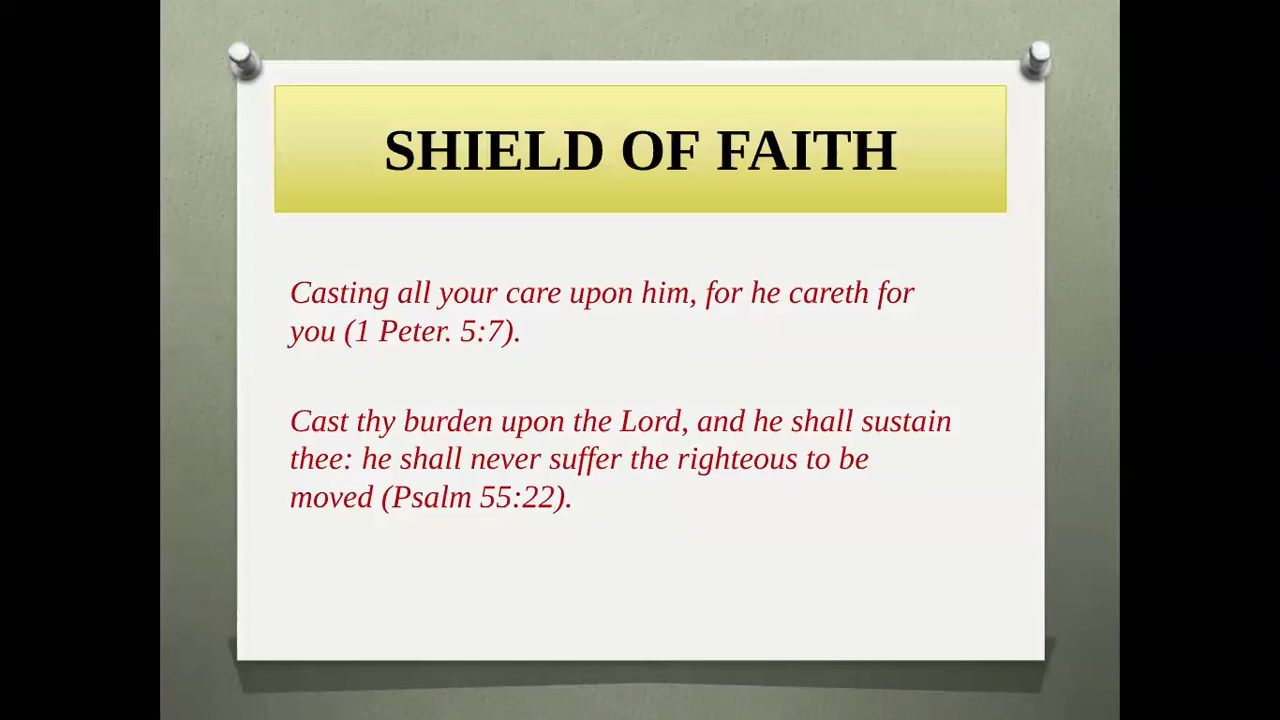 SHIELD OF FAITH
Casting all your care upon him, for he careth for
you (1 Peter. 5:7).
Cast thy burden upon the Lord, and he shall sustain
thee: he shall never suffer the righteous to be
moved (Psalm 55:22).